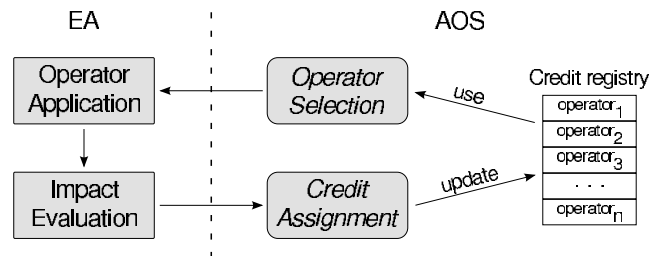 EA
AOS
Operator
Application
Operator
Selection
use
Credit registry
operator1
operator2
operator3
. . .
operatorn
Impact
Evaluation
Credit
Assignment
update